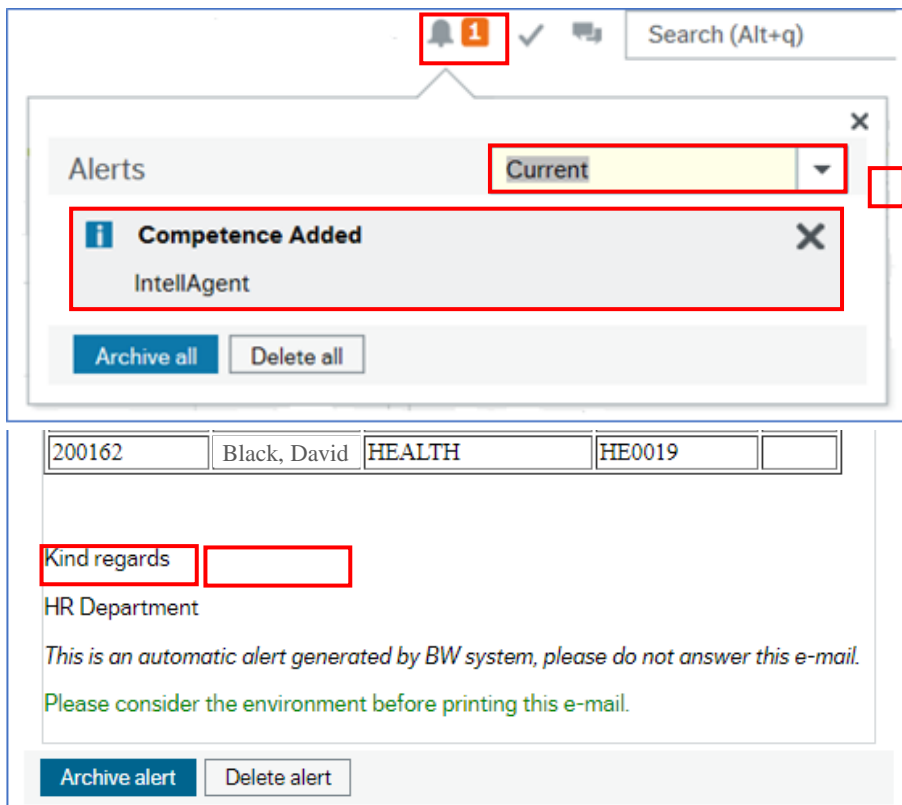 1 Search (Alt+q)
Alerts Current
Competence Added
IntellAgent
Archive all Delete all
200162 Black, David HEALTH HE0019
Kind regards
HR Department
This is an automatic alert generated by BW system, please do not answer this e-mail.
Please consider the environment before printing this e-mail.
Archive alert Delete alert